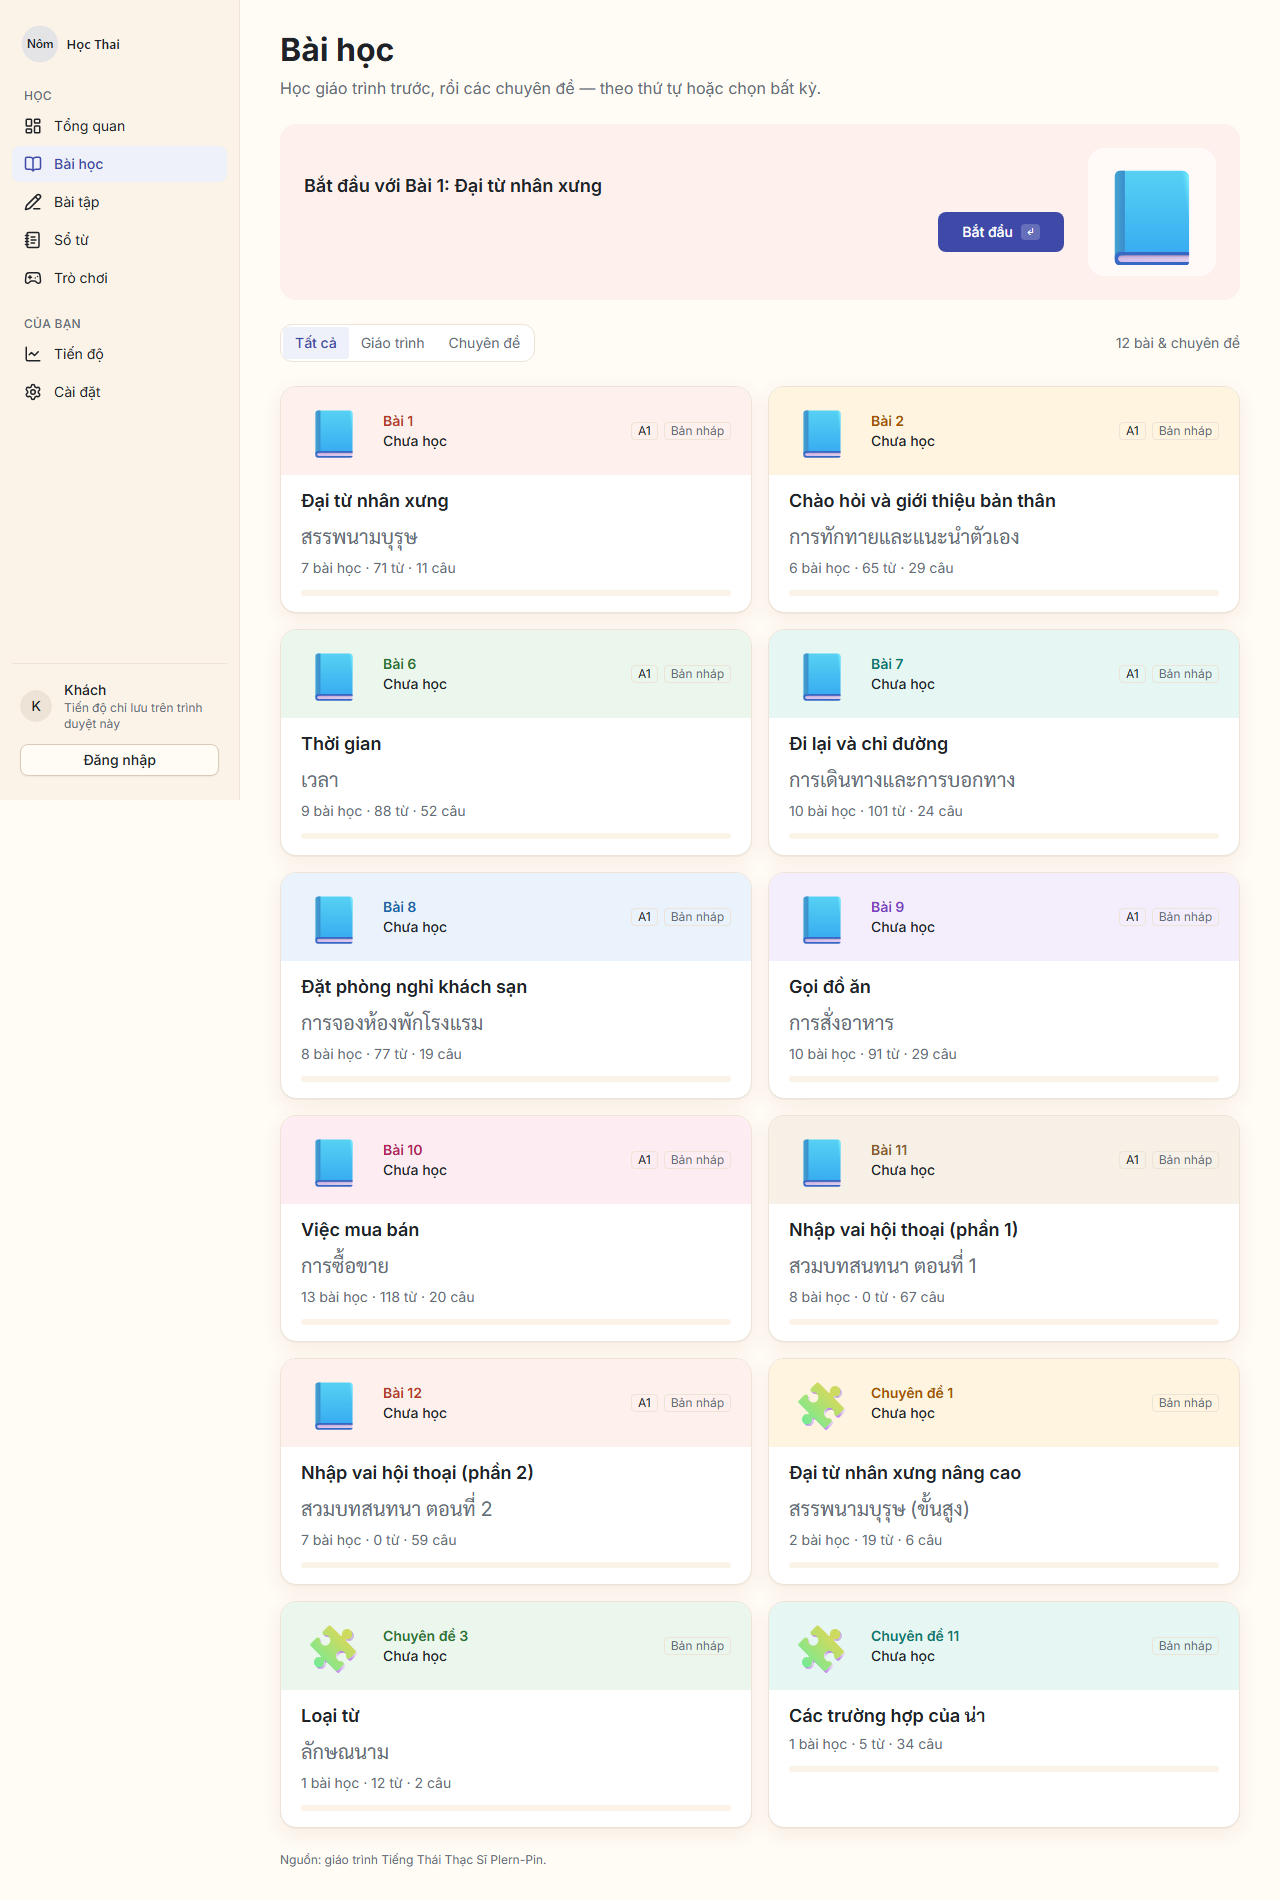 Nôm
Học Thai
HỌC
Tổng quan
Bài học
Bài tập
Sổ từ
Trò chơi
CỦA BẠN
Tiến độ
Cài đặt
K
Khách
Tiến độ chỉ lưu trên trình
duyệt này
Đăng nhập
Bài học
Học giáo trình trước, rồi các chuyên đề — theo thứ tự hoặc chọn bất kỳ.
Bắt đầu với Bài 1: Đại từ nhân xưng
Bắt đầu
Tất cả
Giáo trình
Chuyên đề
12 bài & chuyên đề
Bài 1
Chưa học
A1
Bản nháp
Đại từ nhân xưng
สรรพนามบุรุษ
7 bài học · 71 từ · 11 câu
Bài 2
Chưa học
A1
Bản nháp
Chào hỏi và giới thiệu bản thân
การทักทายและแนะนำตัวเอง
6 bài học · 65 từ · 29 câu
Bài 6
Chưa học
A1
Bản nháp
Thời gian
เวลา
9 bài học · 88 từ · 52 câu
Bài 7
Chưa học
A1
Bản nháp
Đi lại và chỉ đường
การเดินทางและการบอกทาง
10 bài học · 101 từ · 24 câu
Bài 8
Chưa học
A1
Bản nháp
Đặt phòng nghỉ khách sạn
การจองห้องพักโรงแรม
8 bài học · 77 từ · 19 câu
Bài 9
Chưa học
A1
Bản nháp
Gọi đồ ăn
การสั่งอาหาร
10 bài học · 91 từ · 29 câu
Bài 10
Chưa học
A1
Bản nháp
Việc mua bán
การซื้อขาย
13 bài học · 118 từ · 20 câu
Bài 11
Chưa học
A1
Bản nháp
Nhập vai hội thoại (phần 1)
สวมบทสนทนา ตอนที่ 1
8 bài học · 0 từ · 67 câu
Bài 12
Chưa học
A1
Bản nháp
Nhập vai hội thoại (phần 2)
สวมบทสนทนา ตอนที่ 2
7 bài học · 0 từ · 59 câu
Chuyên đề 1
Chưa học
Bản nháp
Đại từ nhân xưng nâng cao
สรรพนามบุรุษ (ขั้นสูง)
2 bài học · 19 từ · 6 câu
Chuyên đề 3
Chưa học
Bản nháp
Loại từ
ลักษณนาม
1 bài học · 12 từ · 2 câu
Chuyên đề 11
Chưa học
Bản nháp
Các trường hợp của น่า
1 bài học · 5 từ · 34 câu
Nguồn: giáo trình Tiếng Thái Thạc Sĩ Plern-Pin.